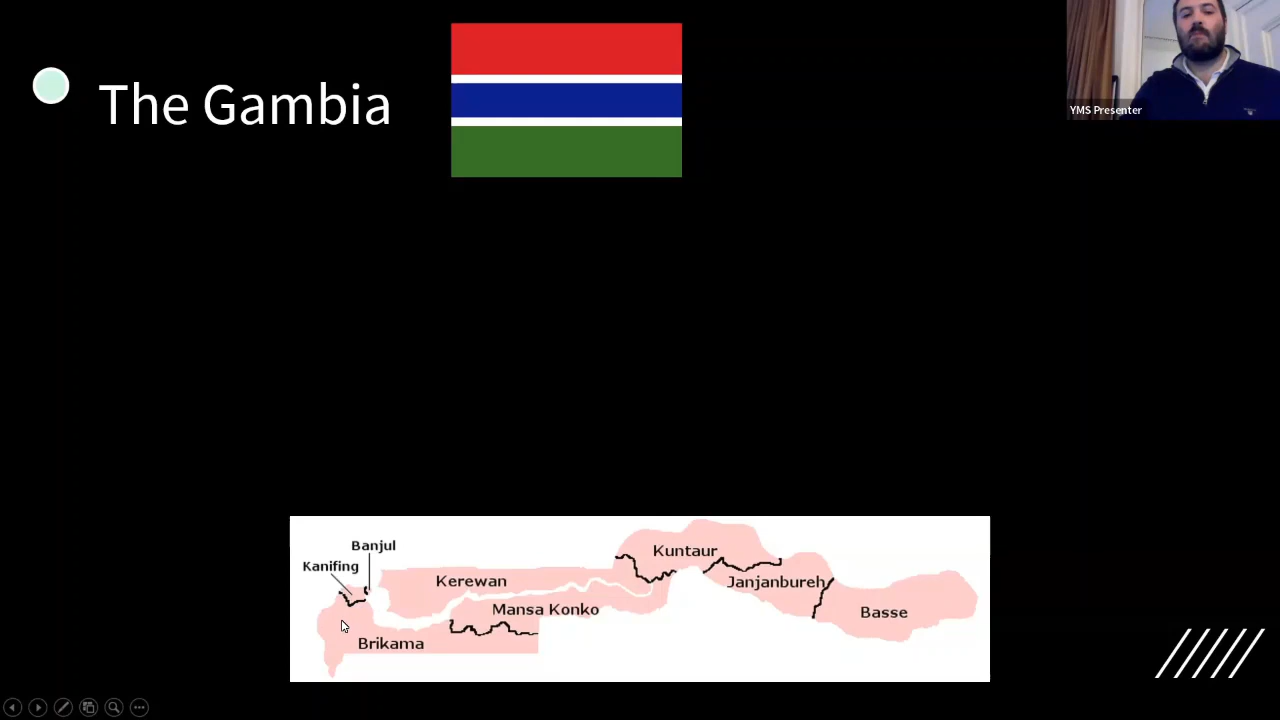 The Gambia
YMS Presenter
Banjul
Kanifing
Kuntaur
Kerewan
Janjanbureh
Mansa Konko
Basse
Brikama